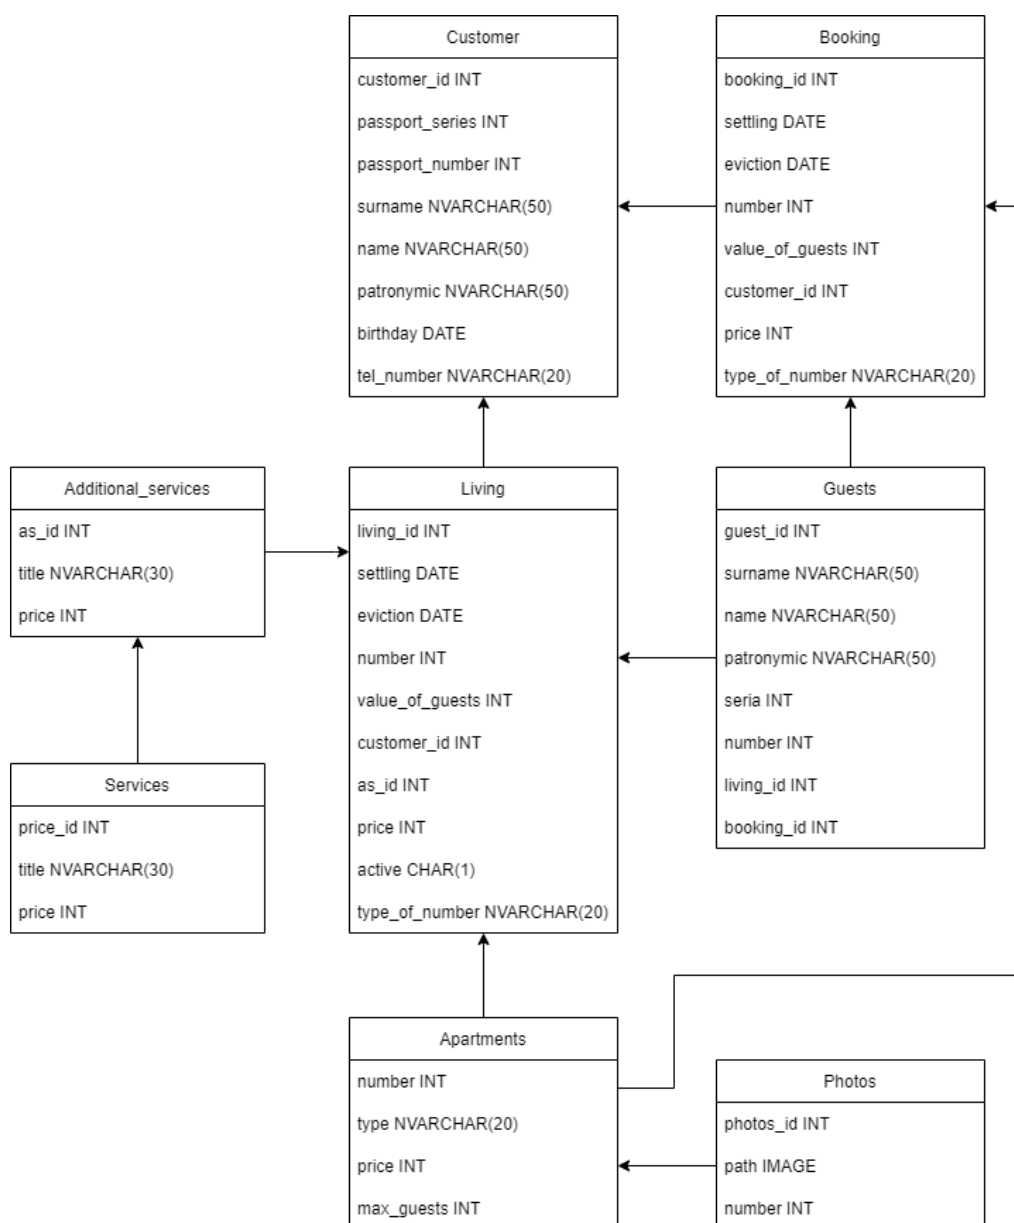 Customer
customer_id INT
passport_series INT
passport_number INT
surname NVARCHAR(50)
name NVARCHAR(50)
patronymic NVARCHAR(50)
birthday DATE
tel_number NVARCHAR(20)
Booking
booking_id INT
settling DATE
eviction DATE
number INT
value_of_guests INT
customer_id INT
price INT
type_of_number NVARCHAR(20)
Additional_services
as_id INT
title NVARCHAR(30)
price INT
Living
living_id INT
settling DATE
eviction DATE
number INT
value_of_guests INT
customer_id INT
as_id INT
price INT
active CHAR(1)
type_of_number NVARCHAR(20)
Guests
guest_id INT
surname NVARCHAR(50)
name NVARCHAR(50)
patronymic NVARCHAR(50)
seria INT
number INT
living_id INT
booking_id INT
Services
price_id INT
title NVARCHAR(30)
price INT
Apartments
number INT
type NVARCHAR(20)
price INT
max_guests INT
Photos
photos_id INT
path IMAGE
number INT